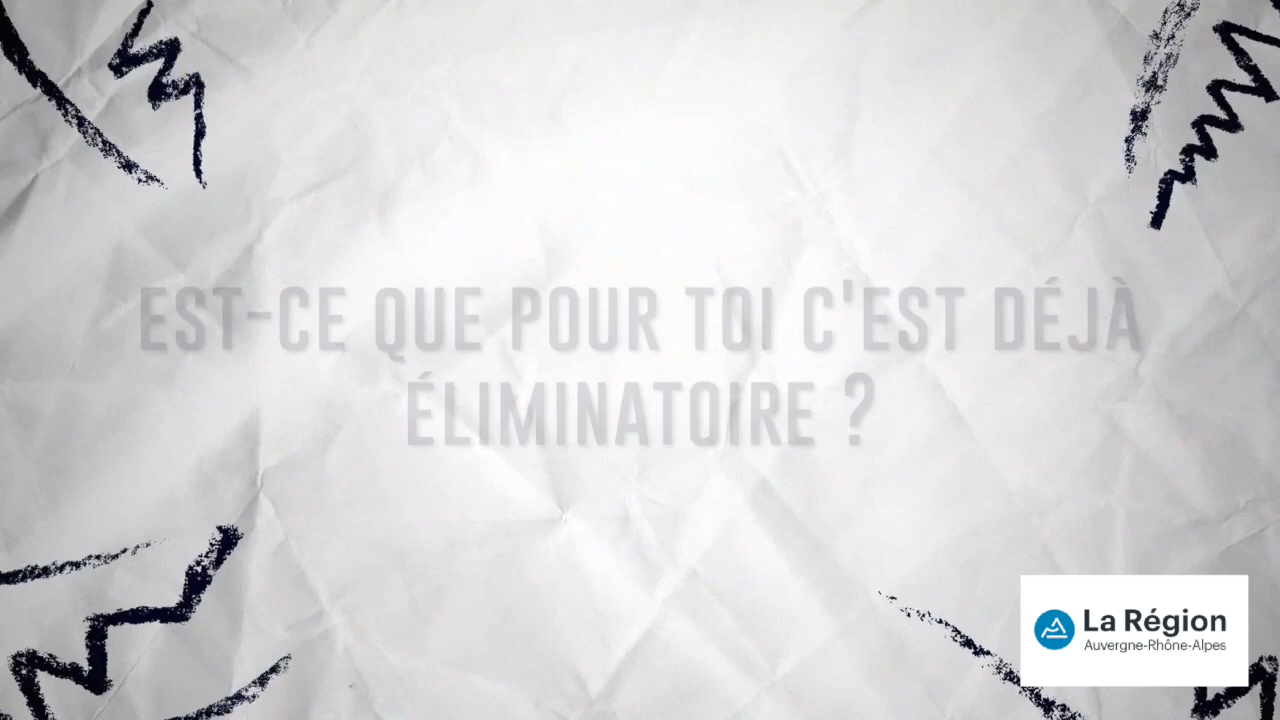 EST-CE QUE POUR TOI C'EST DÉJÀ
ÉLIMINATOIRE ?
La Région
Auvergne-Rhône-Alpes